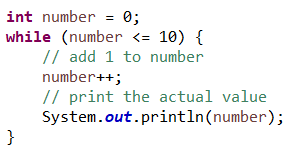 int number = 0;
while (number <= 10) {
    // add 1 to number
    number++;
    // print the actual value
    System.out.println(number);
}